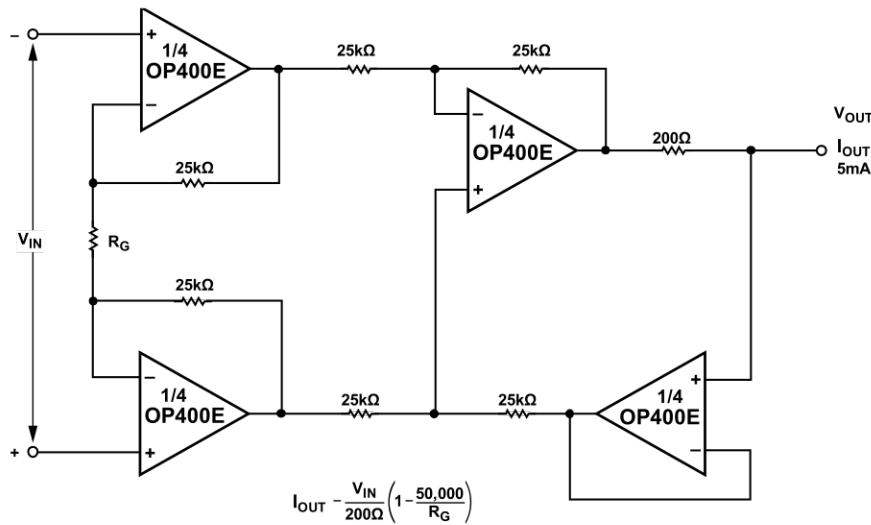 −
+
−
1/4
OP400E
25kΩ
25kΩ
−
+
1/4
OP400E
200Ω
VOUT
IOUT
5mA
25kΩ
VIN
RG
25kΩ
−
+
1/4
OP400E
+
25kΩ
25kΩ
+
−
1/4
OP400E
IOUT − VIN/200Ω (1 − 50,000/RG)